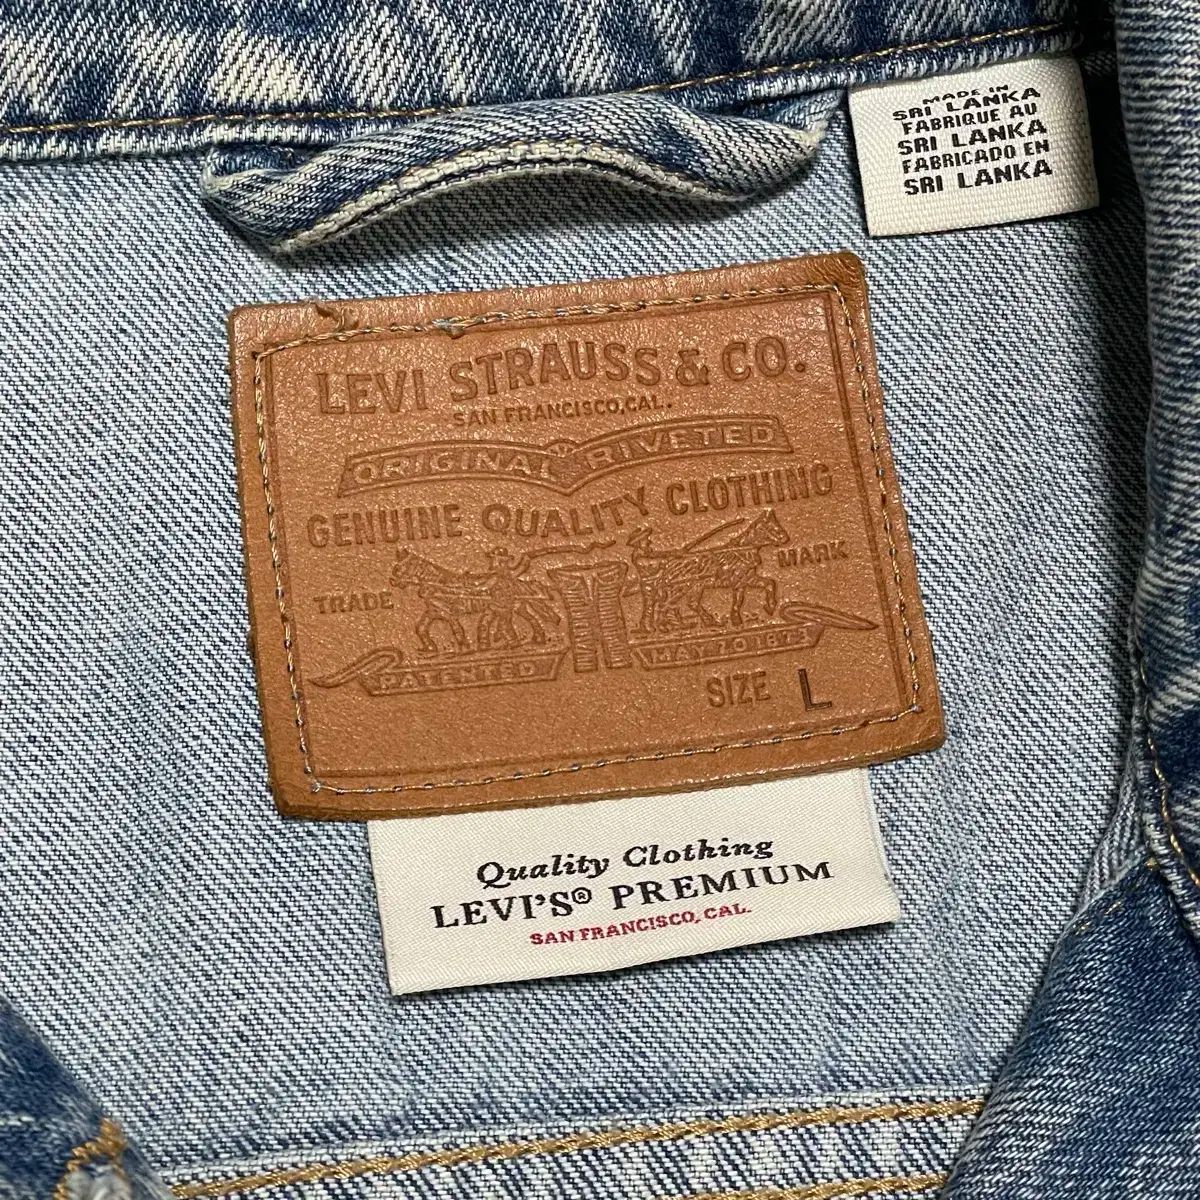 MADE IN
SRI LANKA
FABRIQUE AU
SRI LANKA
FABRICADO EN
SRI LANKA
LEVI STRAUSS & CO.
SAN FRANCISCO, CAL.
ORIGINAL RIVETED
GENUINE QUALITY CLOTHING
TRADE MARK
PATENTED MAY 20 1873
SIZE L
Quality Clothing
LEVI'S® PREMIUM
SAN FRANCISCO, CAL.